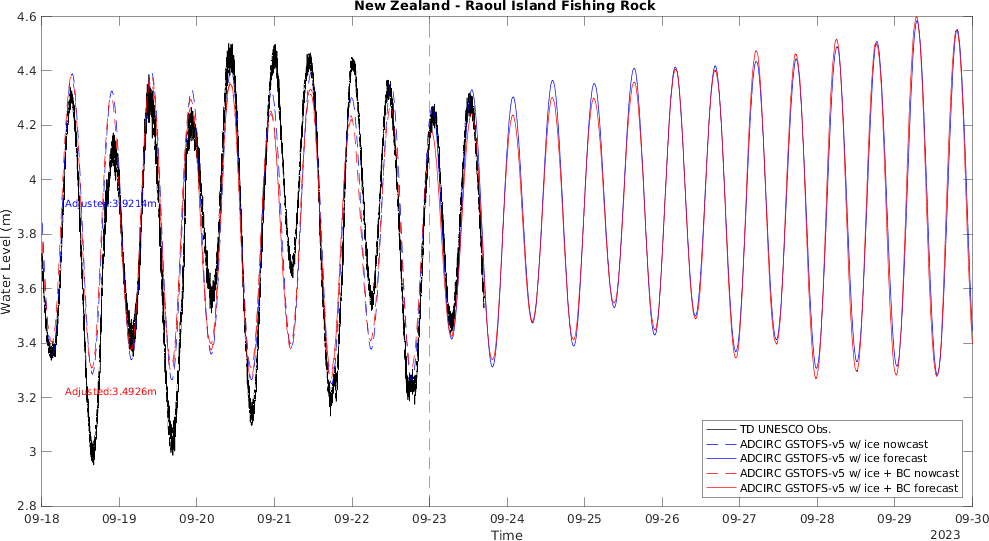 New Zealand - Raoul Island Fishing Rock
Water Level (m)
4.6
4.4
4.2
4
3.8
3.6
3.4
3.2
3
2.8
Adjusted:3.9214m
Adjusted:3.4926m
TD UNESCO Obs.
ADCIRC GSTOFS-v5 w/ ice nowcast
ADCIRC GSTOFS-v5 w/ ice forecast
ADCIRC GSTOFS-v5 w/ ice + BC nowcast
ADCIRC GSTOFS-v5 w/ ice + BC forecast
09-18 09-19 09-20 09-21 09-22 09-23 09-24 09-25 09-26 09-27 09-28 09-29 09-30
Time 2023